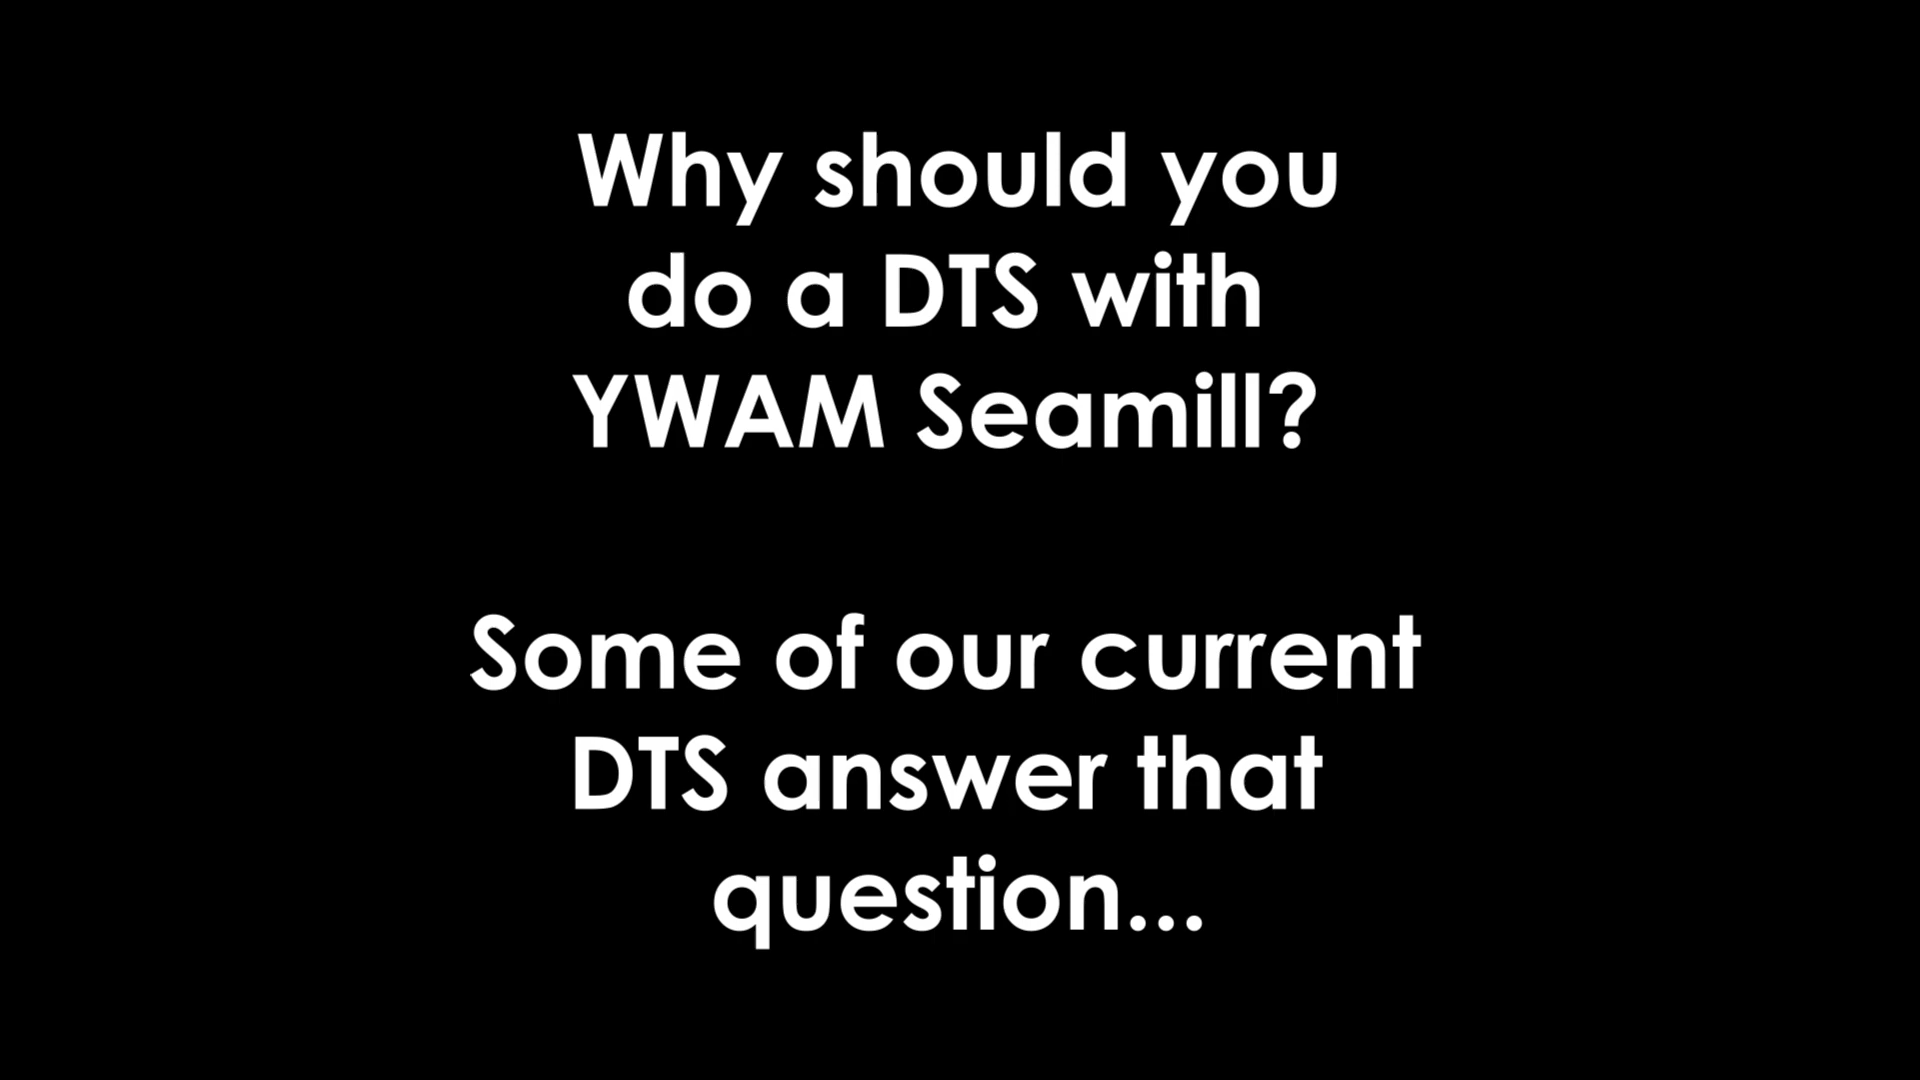 Why should you
do a DTS with
YWAM Seamill?
Some of our current
DTS answer that
question...